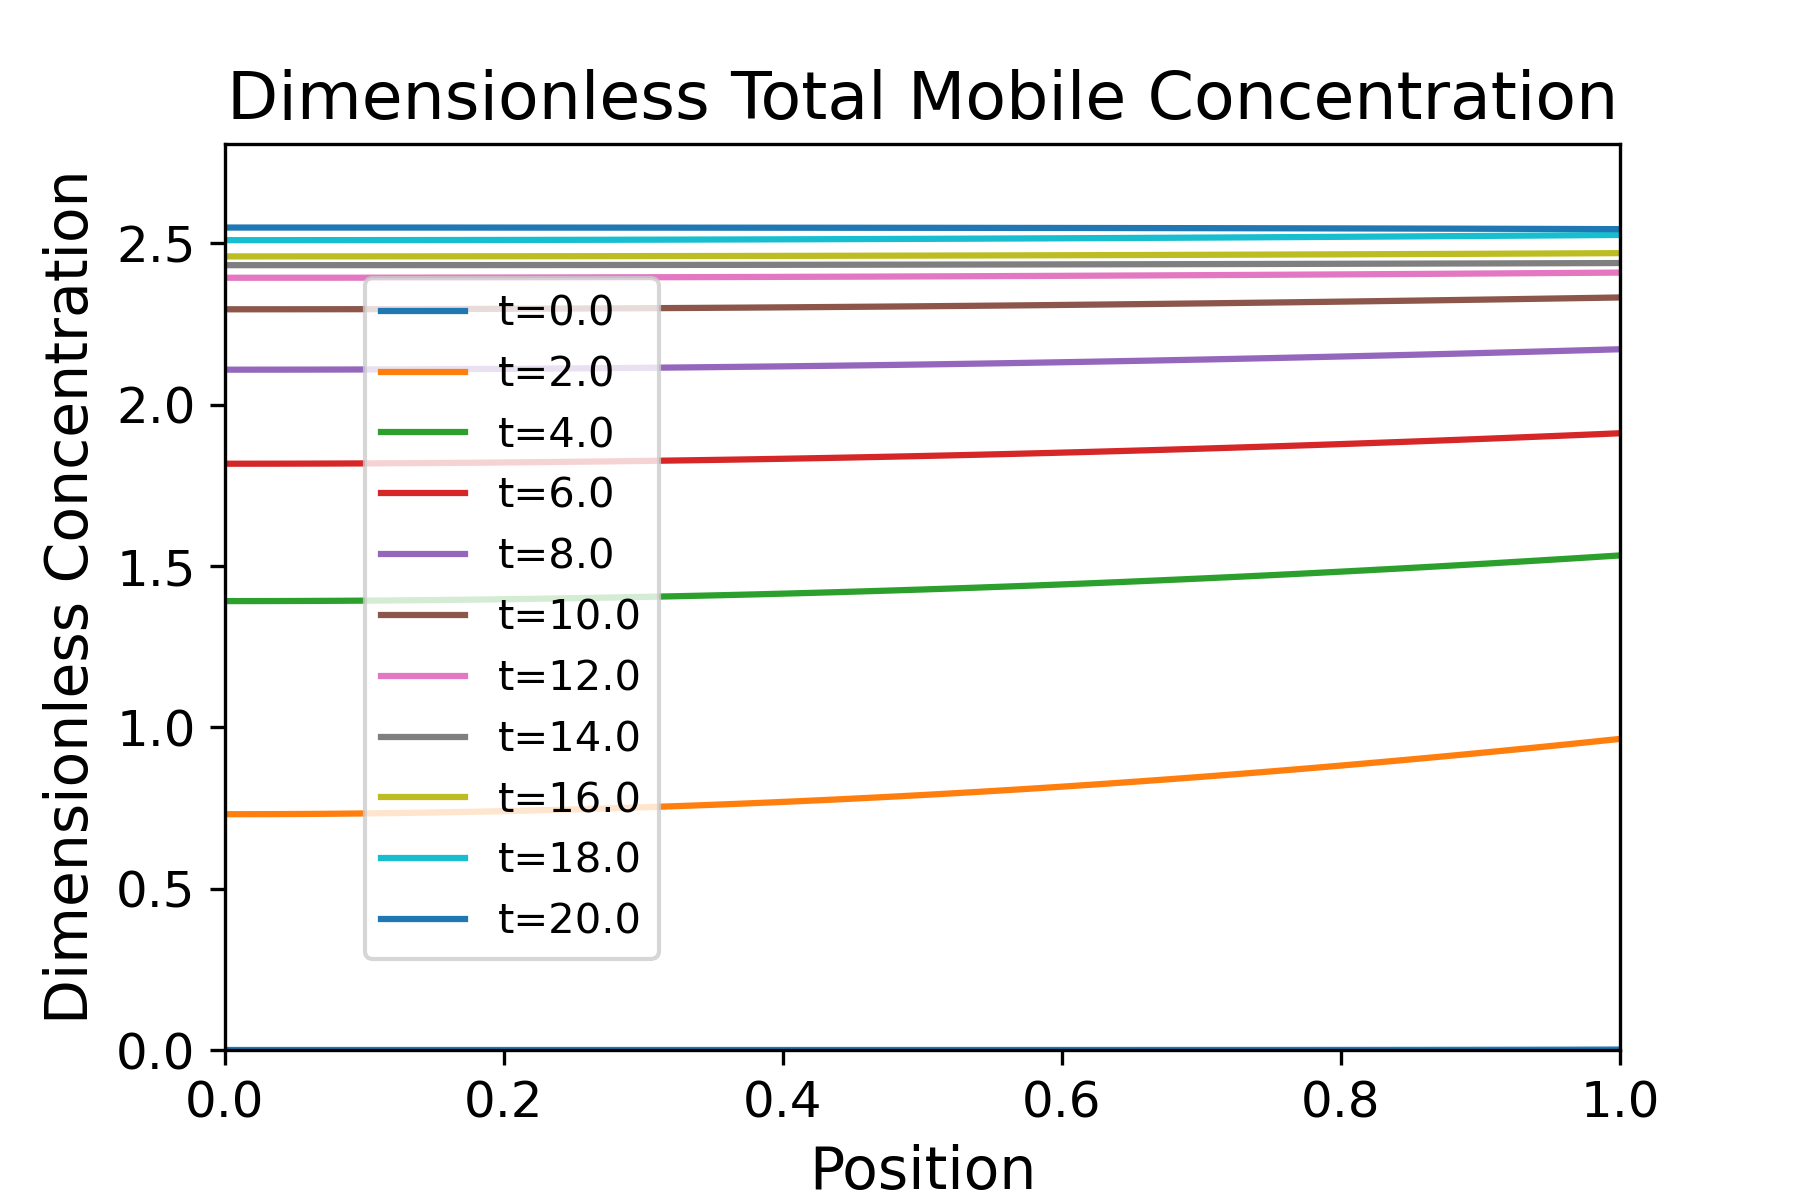 Dimensionless Total Mobile Concentration
Dimensionless Concentration
2.5
2.0
1.5
1.0
0.5
0.0
t=0.0
t=2.0
t=4.0
t=6.0
t=8.0
t=10.0
t=12.0
t=14.0
t=16.0
t=18.0
t=20.0
0.0 0.2 0.4 0.6 0.8 1.0
Position